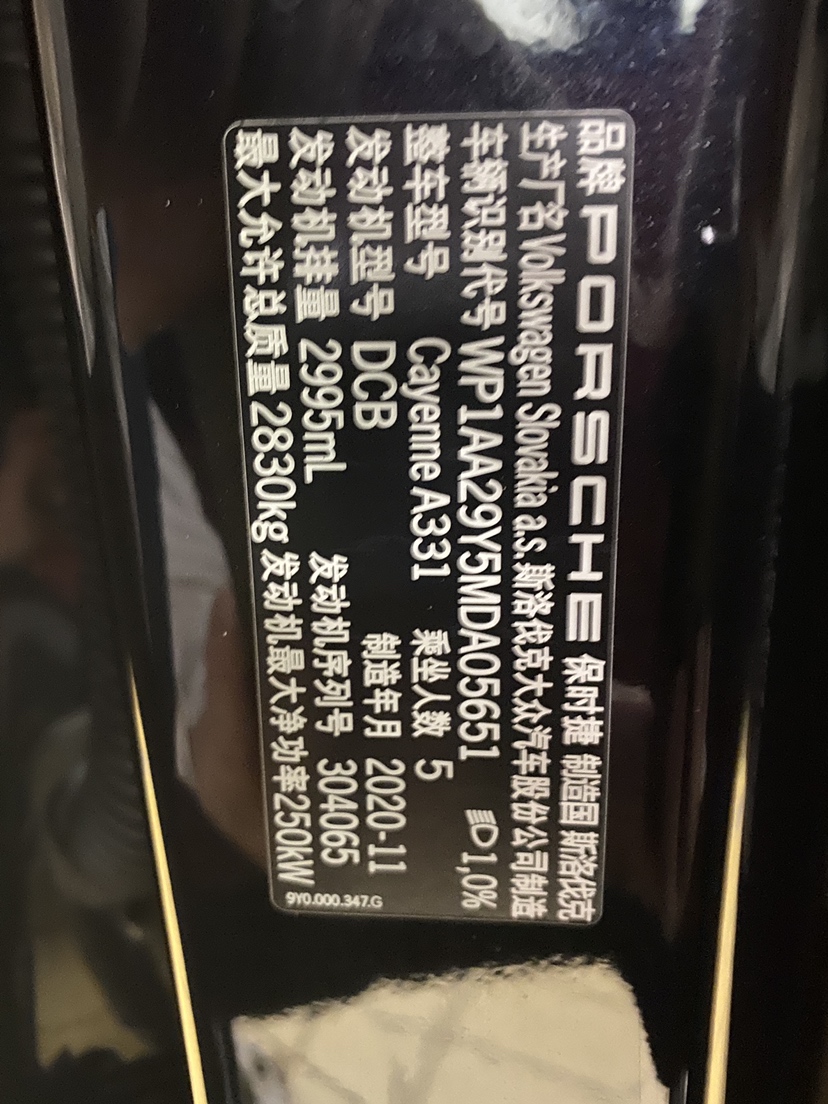 品牌 PORSCHE 保时捷 制造国 斯洛伐克
生产厂名 Volkswagen Slovakia a.s. 斯洛伐克大众汽车股份公司制造
车辆识别代号 WP1AA29Y5MDA05651 1,0%
整车型号 Cayenne A331 乘坐人数 5
发动机型号 DCB 制造年月 2020-11
发动机排量 2995mL 发动机序列号 304065
最大允许总质量 2830kg 发动机最大净功率250kW
9Y0.000.347.G